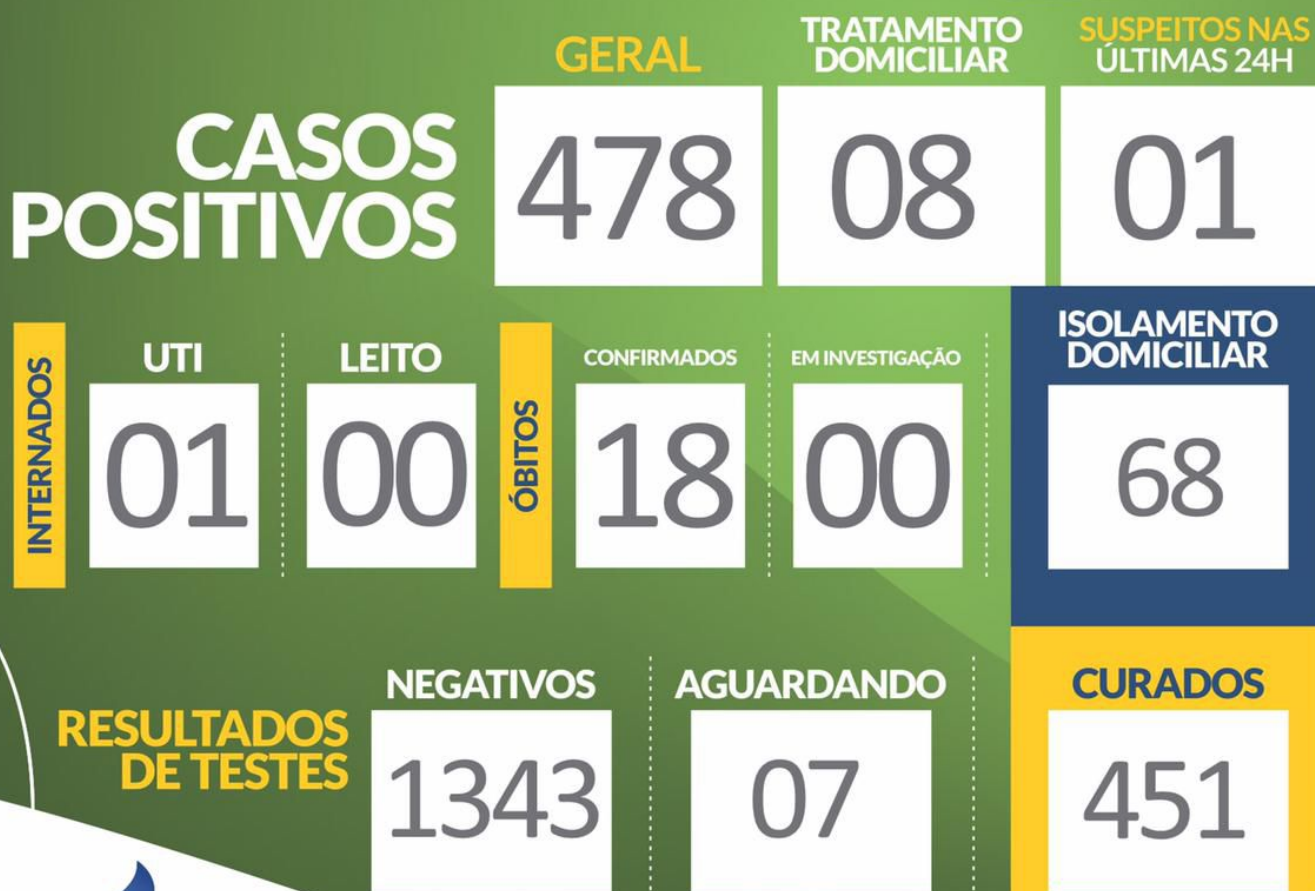 GERAL
TRATAMENTO
DOMICILIAR
SUSPEITOS NAS
ÚLTIMAS 24H
CASOS
POSITIVOS
478
08
01
INTERNADOS
UTI
01
LEITO
00
ÓBITOS
CONFIRMADOS
18
EM INVESTIGAÇÃO
00
ISOLAMENTO
DOMICILIAR
68
RESULTADOS
DE TESTES
NEGATIVOS
1343
AGUARDANDO
07
CURADOS
451